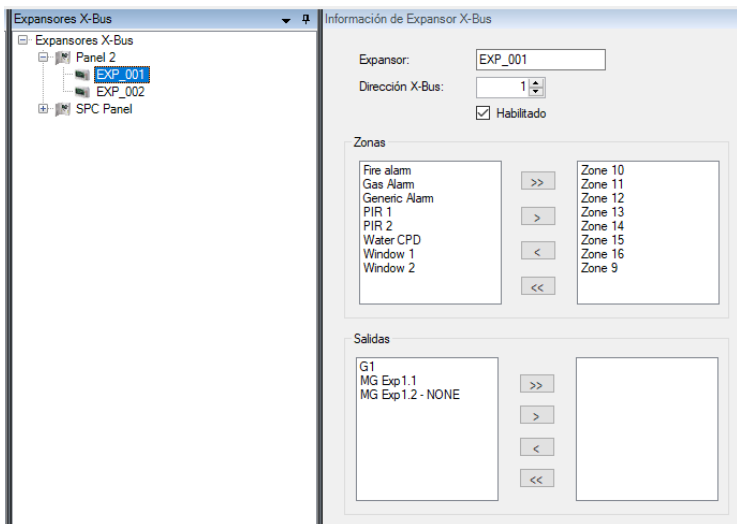 Expansores X-Bus
Expansores X-Bus
Panel 2
EXP_001
EXP_002
SPC Panel
Información de Expansor X-Bus
Expansor: EXP_001
Dirección X-Bus: 1
Habilitado
Zonas
Fire alarm
Gas Alarm
Generic Alarm
PIR 1
PIR 2
Water CPD
Window 1
Window 2
>>
>
<
<<
Zone 10
Zone 11
Zone 12
Zone 13
Zone 14
Zone 15
Zone 16
Zone 9
Salidas
G1
MG Exp1.1
MG Exp1.2 - NONE
>>
>
<
<<